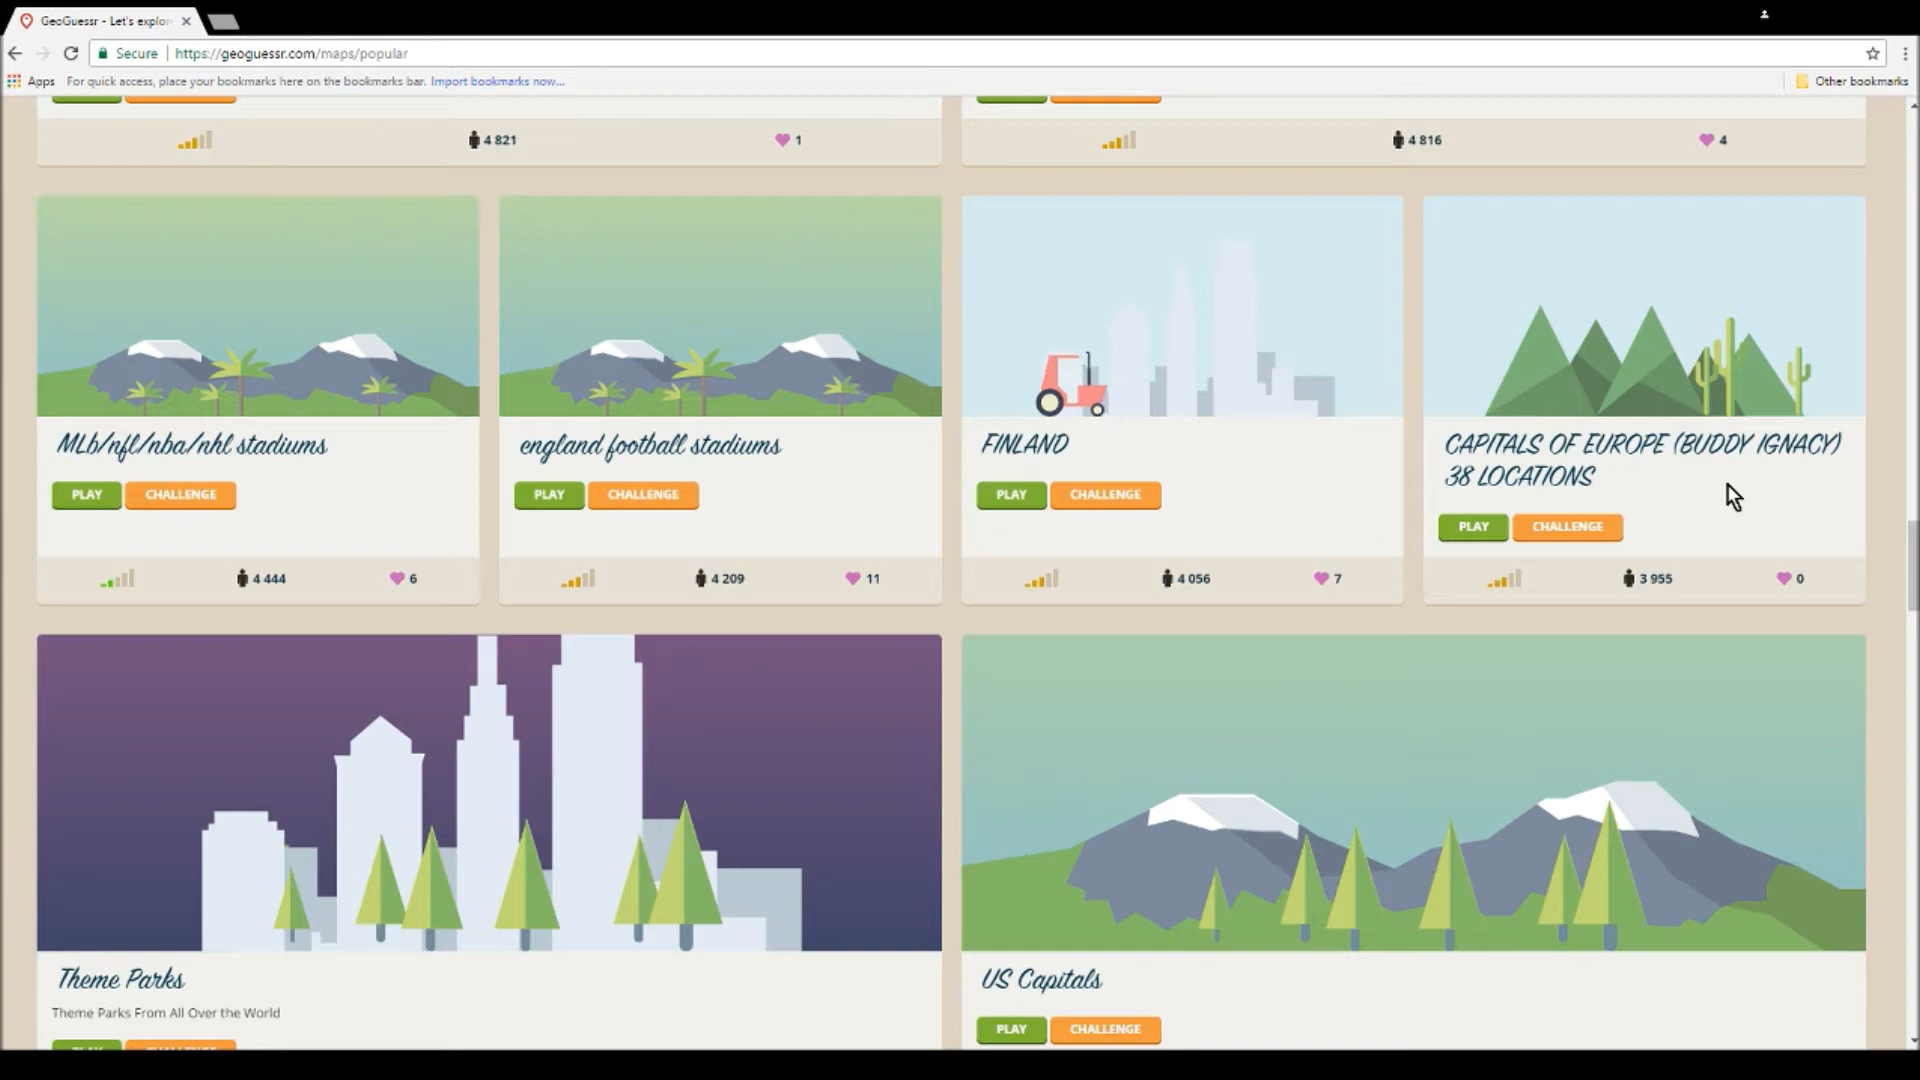 GeoGuessr - Let's explor
Secure https://geoguessr.com/maps/popular
Apps For quick access, place your bookmarks here on the bookmarks bar. Import bookmarks now... Other bookmarks
4 821 1
4 816 4
MLb/nfl/nba/nhl stadiums
PLAY CHALLENGE
4 444 6
england football stadiums
PLAY CHALLENGE
4 209 11
FINLAND
PLAY CHALLENGE
4 056 7
CAPITALS OF EUROPE (BUDDY IGNACY)
38 LOCATIONS
PLAY CHALLENGE
3 955 0
Theme Parks
Theme Parks From All Over the World
PLAY CHALLENGE
US Capitals
PLAY CHALLENGE